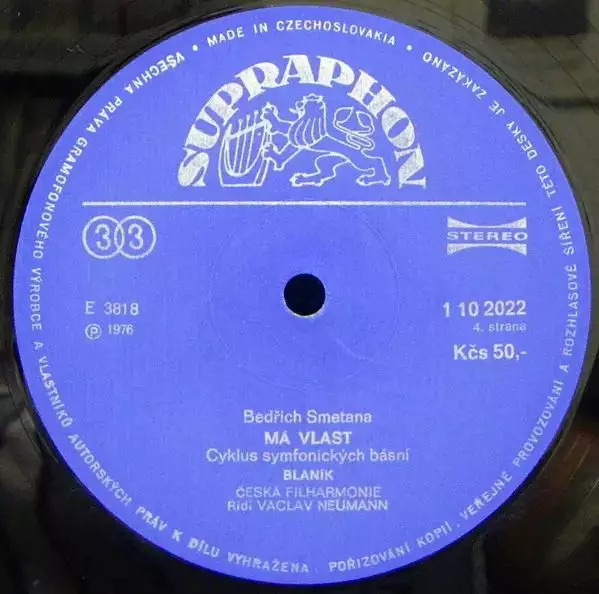 • MADE IN CZECHOSLOVAKIA •
VŠECHNA PRÁVA GRAMOFONOVÉHO VÝROBCE A VLASTNÍKŮ AUTORSKÝCH PRÁV K DÍLU VYHRAŽENA. POŘIZOVÁNÍ KOPIÍ, VEŘEJNÉ PROVOZOVÁNÍ A ROZHLASOVÉ ŠÍŘENÍ TÉTO DESKY JE ZAKÁZÁNO
SUPRAPHON
33
STEREO
E 3818
℗ 1976
1 10 2022
4. strana
Kčs 50,-
Bedřich Smetana
MÁ VLAST
Cyklus symfonických básní
BLANÍK
ČESKÁ FILHARMONIE
Řídí VÁCLAV NEUMANN